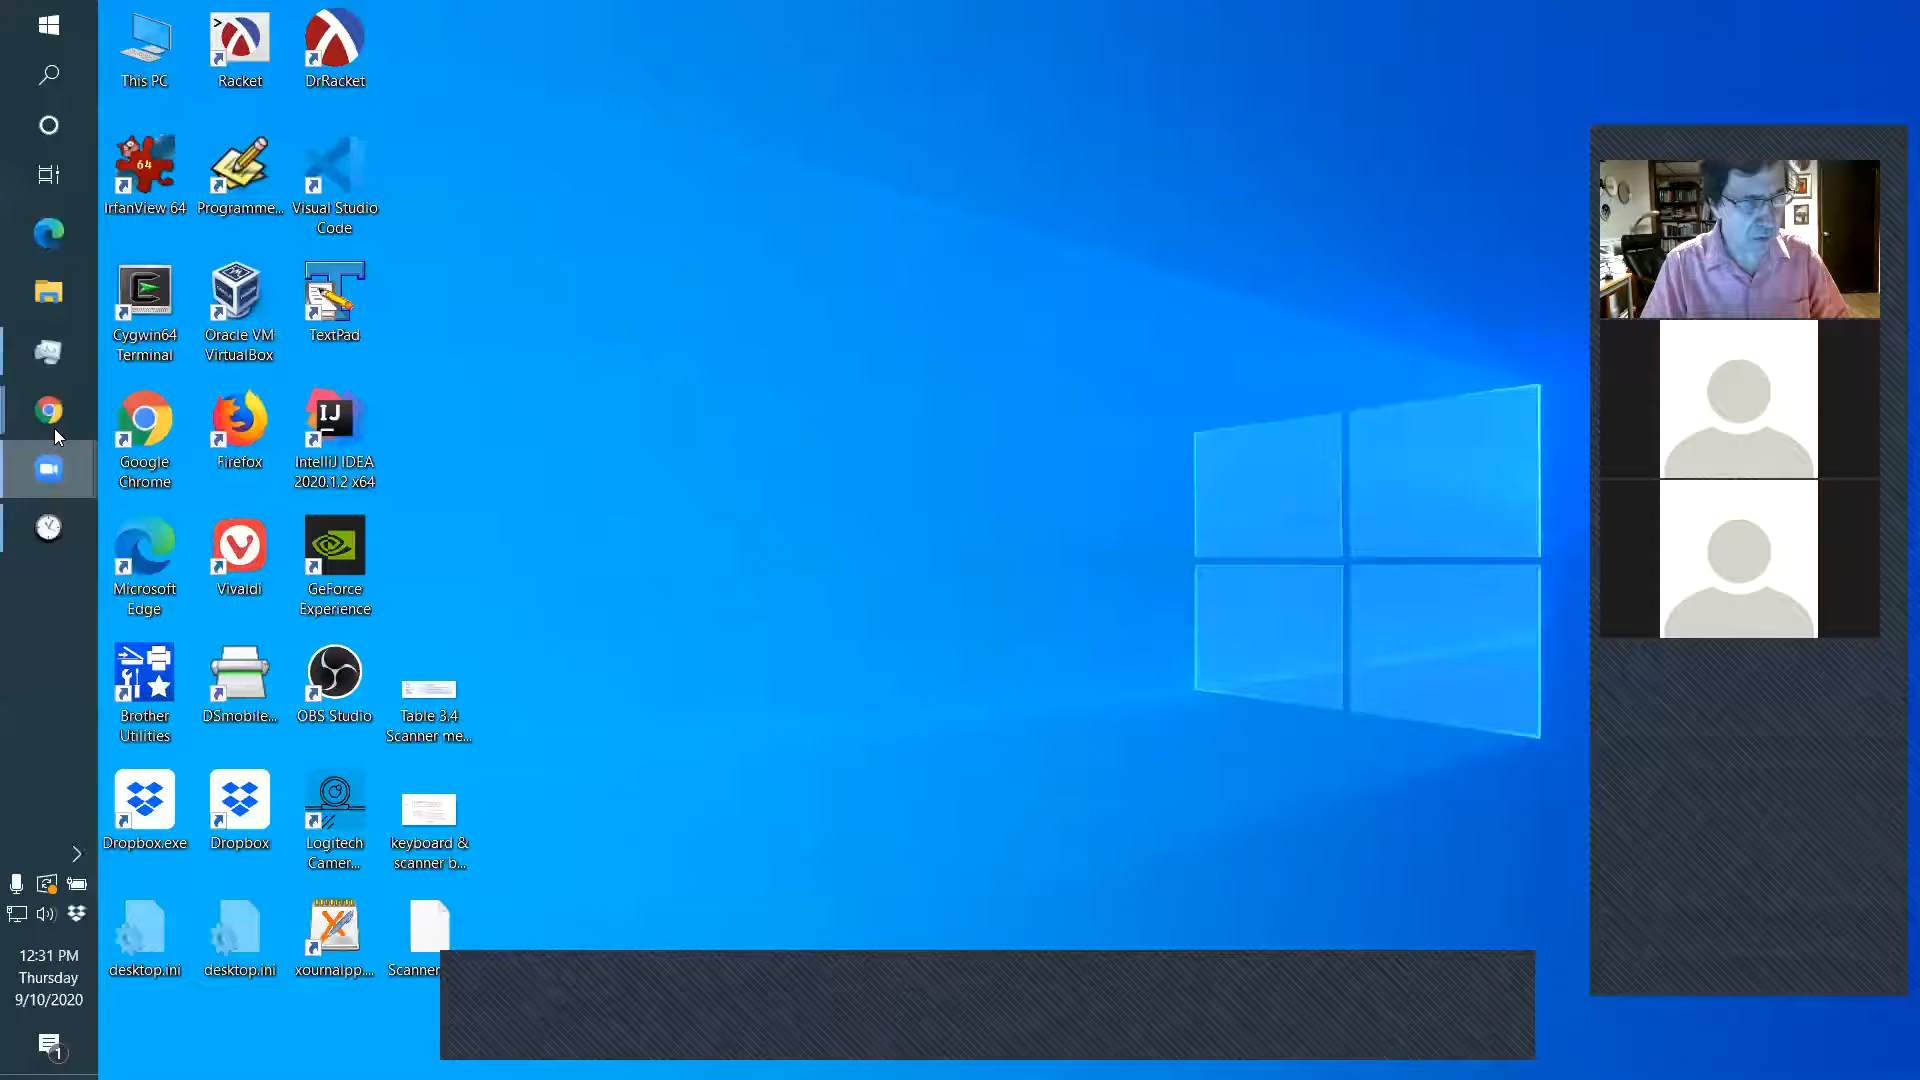 This PC
Racket
DrRacket
64
IrfanView 64
Programme...
Visual Studio
Code
Cygwin64
Terminal
Oracle VM
VirtualBox
TextPad
IJ
Google
Chrome
Firefox
IntelliJ IDEA
2020.1.2 x64
Microsoft
Edge
Vivaldi
GeForce
Experience
Brother
Utilities
DSmobile...
OBS Studio
Table 3.4
Scanner me...
Dropbox.exe
Dropbox
Logitech
Camer...
keyboard &
scanner b...
desktop.ini
desktop.ini
xournalpp....
Scanner
12:31 PM
Thursday
9/10/2020
1